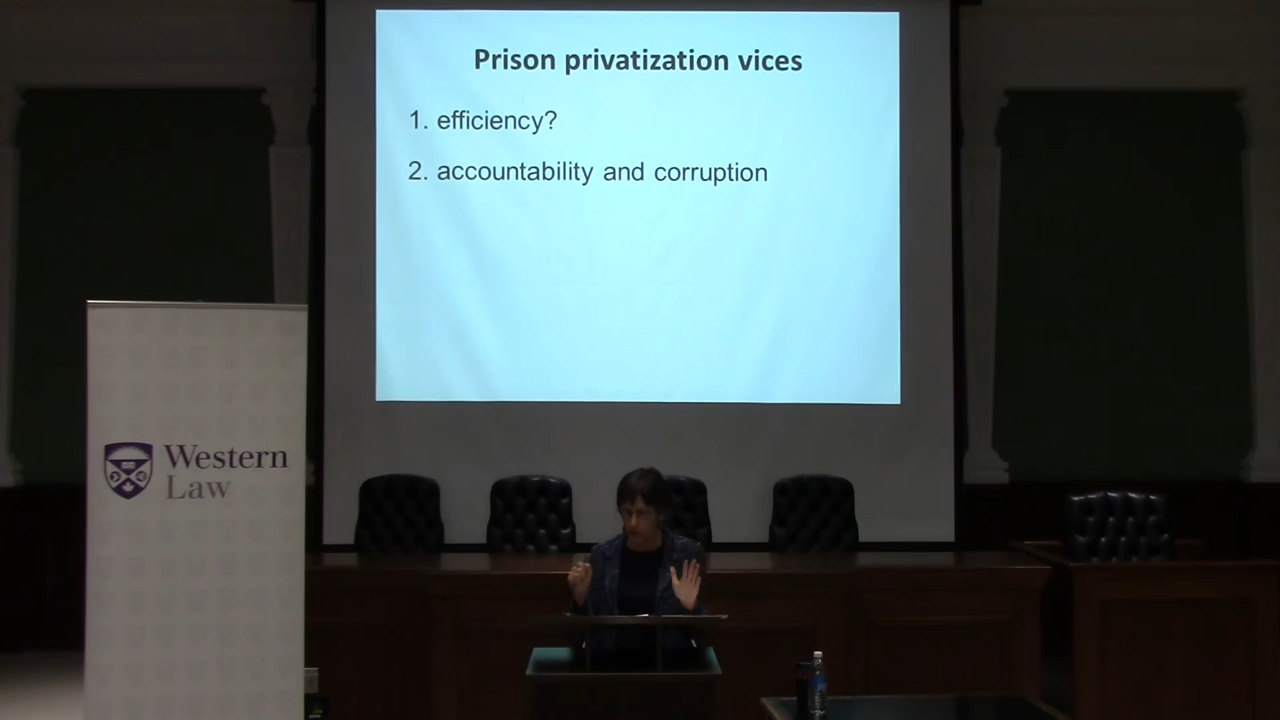 Prison privatization vices
1. efficiency?
2. accountability and corruption
Western
Law